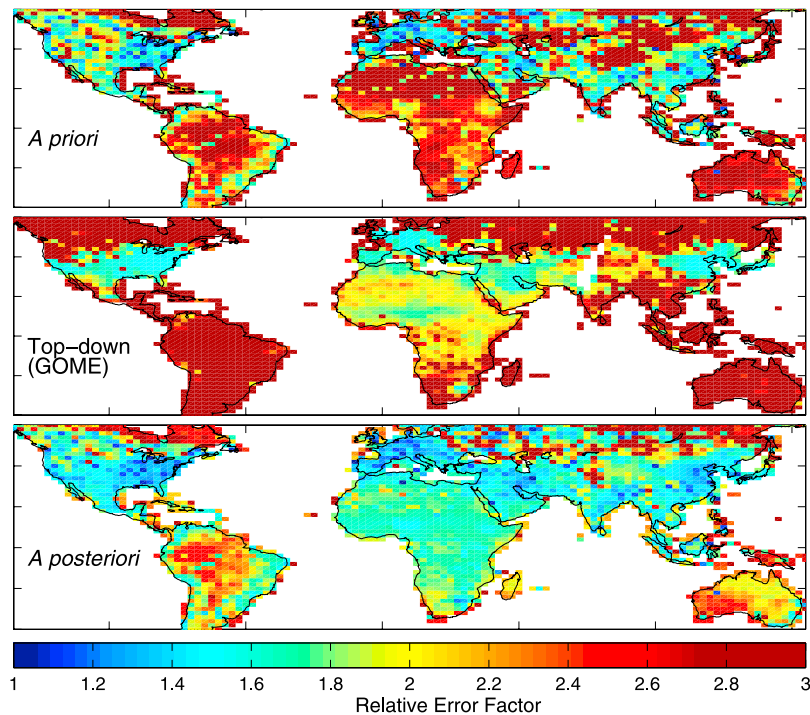 A priori
Top-down
(GOME)
A posteriori
1 1.2 1.4 1.6 1.8 2 2.2 2.4 2.6 2.8 3
Relative Error Factor